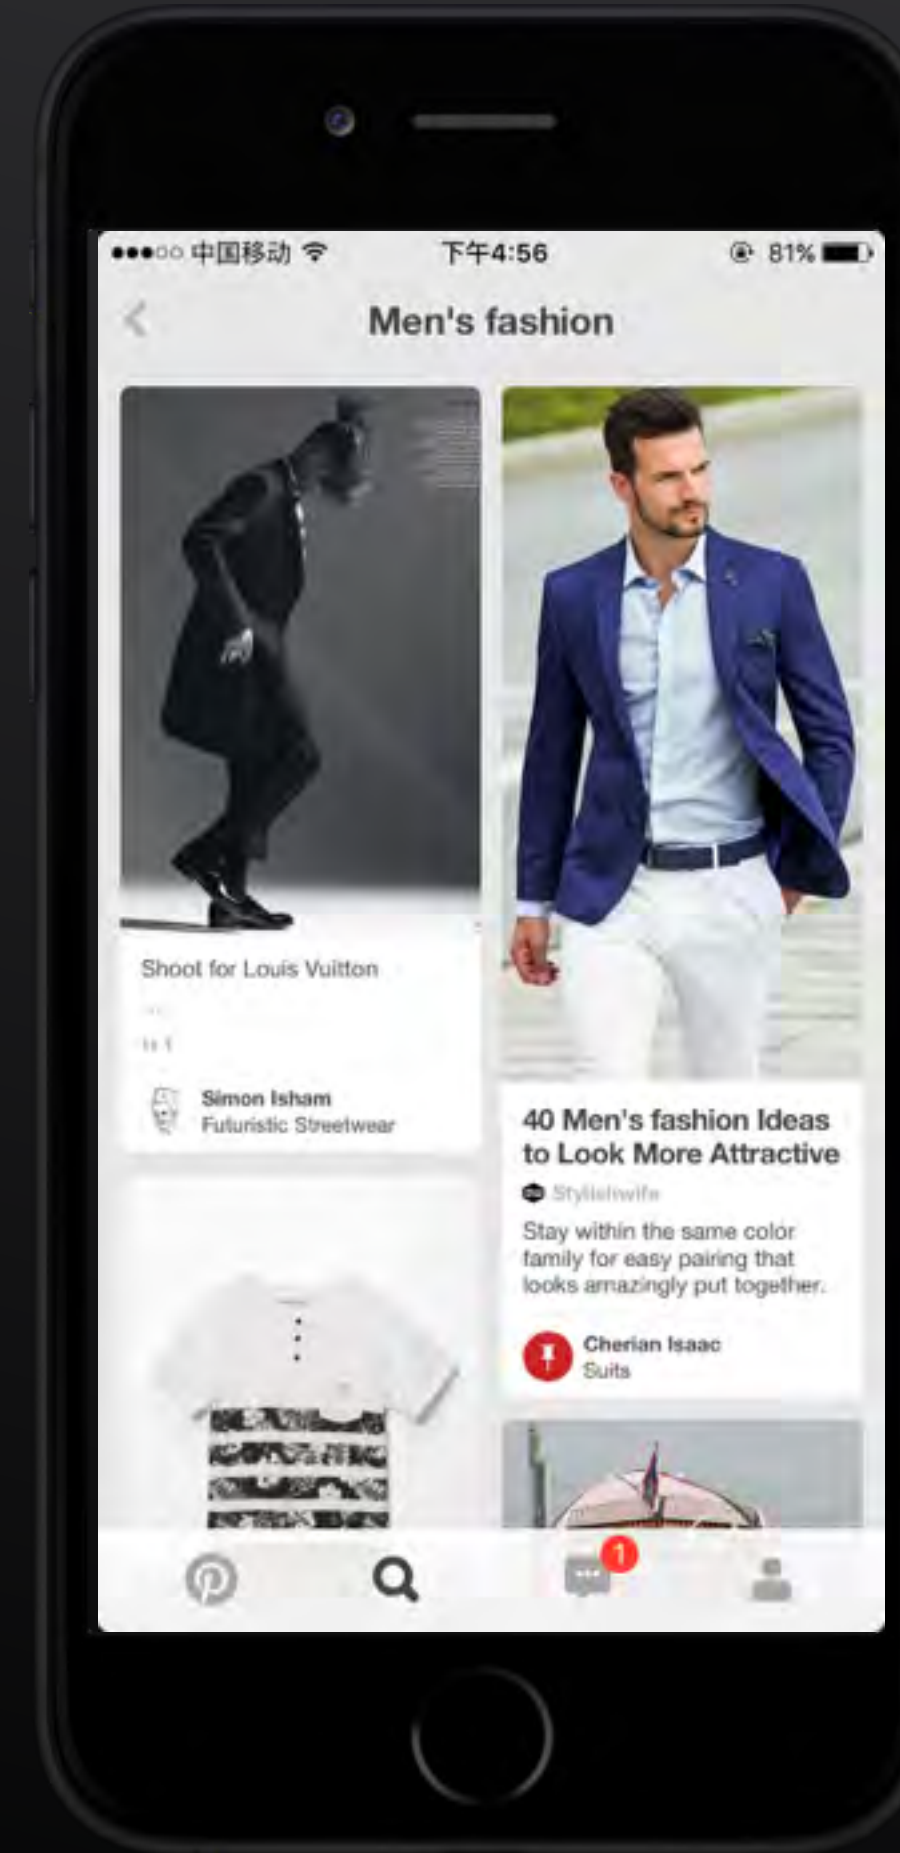 中国移动
下午4:56
81%
Men's fashion
Shoot for Louis Vuitton
Simon Isham
Futuristic Streetwear
40 Men's fashion Ideas
to Look More Attractive
Stylishwife
Stay within the same color
family for easy pairing that
looks amazingly put together.
Cherian Isaac
Suits
1